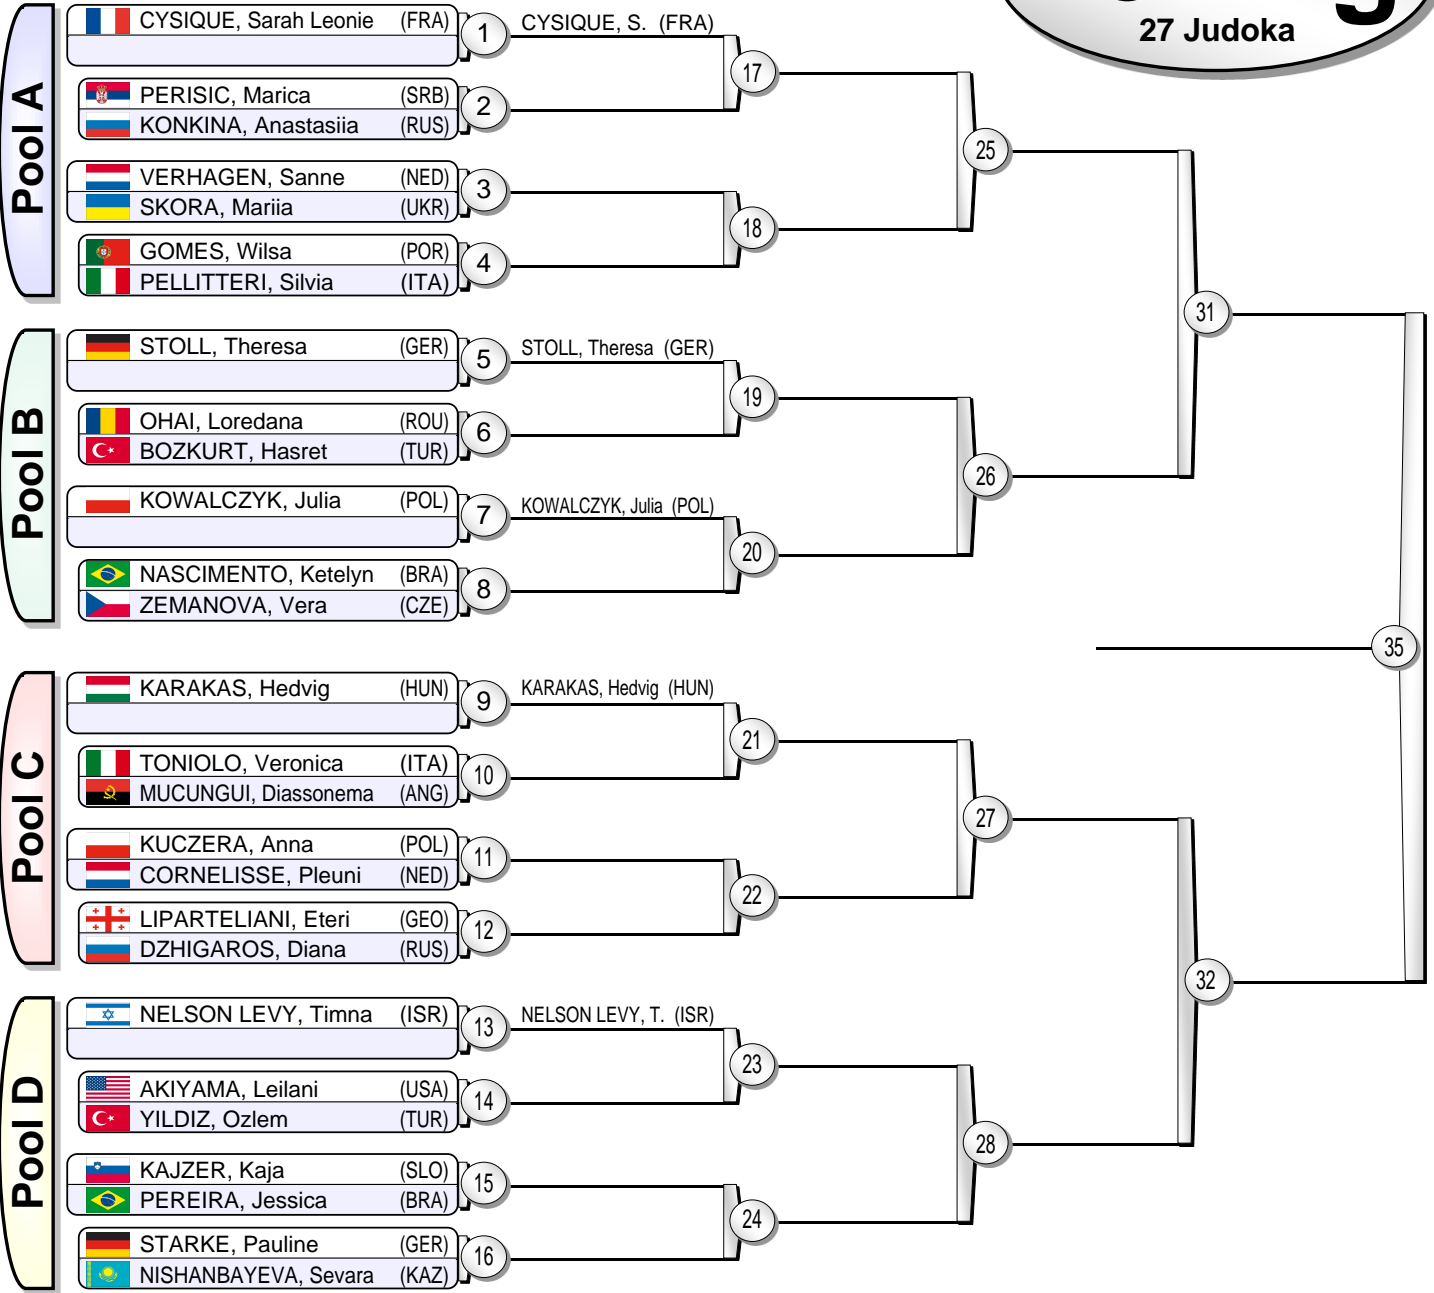 27 Judoka
Pool A
CYSIQUE, Sarah Leonie (FRA)
1
CYSIQUE, S. (FRA)
PERISIC, Marica (SRB)
KONKINA, Anastasiia (RUS)
2
17
VERHAGEN, Sanne (NED)
SKORA, Mariia (UKR)
3
GOMES, Wilsa (POR)
PELLITTERI, Silvia (ITA)
4
18
25
Pool B
STOLL, Theresa (GER)
5
STOLL, Theresa (GER)
OHAI, Loredana (ROU)
BOZKURT, Hasret (TUR)
6
19
KOWALCZYK, Julia (POL)
7
KOWALCZYK, Julia (POL)
NASCIMENTO, Ketelyn (BRA)
ZEMANOVA, Vera (CZE)
8
20
26
31
Pool C
KARAKAS, Hedvig (HUN)
9
KARAKAS, Hedvig (HUN)
TONIOLO, Veronica (ITA)
MUCUNGUI, Diassonema (ANG)
10
21
KUCZERA, Anna (POL)
CORNELISSE, Pleuni (NED)
11
LIPARTELIANI, Eteri (GEO)
DZHIGAROS, Diana (RUS)
12
22
27
Pool D
NELSON LEVY, Timna (ISR)
13
NELSON LEVY, T. (ISR)
AKIYAMA, Leilani (USA)
YILDIZ, Ozlem (TUR)
14
23
KAJZER, Kaja (SLO)
PEREIRA, Jessica (BRA)
15
STARKE, Pauline (GER)
NISHANBAYEVA, Sevara (KAZ)
16
24
28
32
35